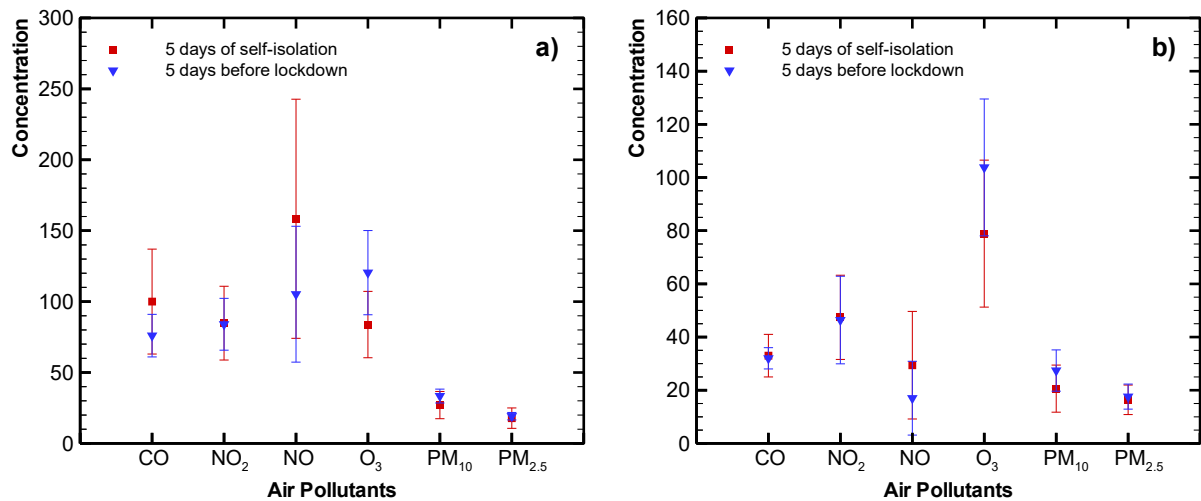 300
250
200
150
100
50
0
Concentration
5 days of self-isolation
5 days before lockdown
a)
CO NO₂ NO O₃ PM₁₀ PM₂.₅
Air Pollutants
160
140
120
100
80
60
40
20
0
Concentration
5 days of self-isolation
5 days before lockdown
b)
CO NO₂ NO O₃ PM₁₀ PM₂.₅
Air Pollutants